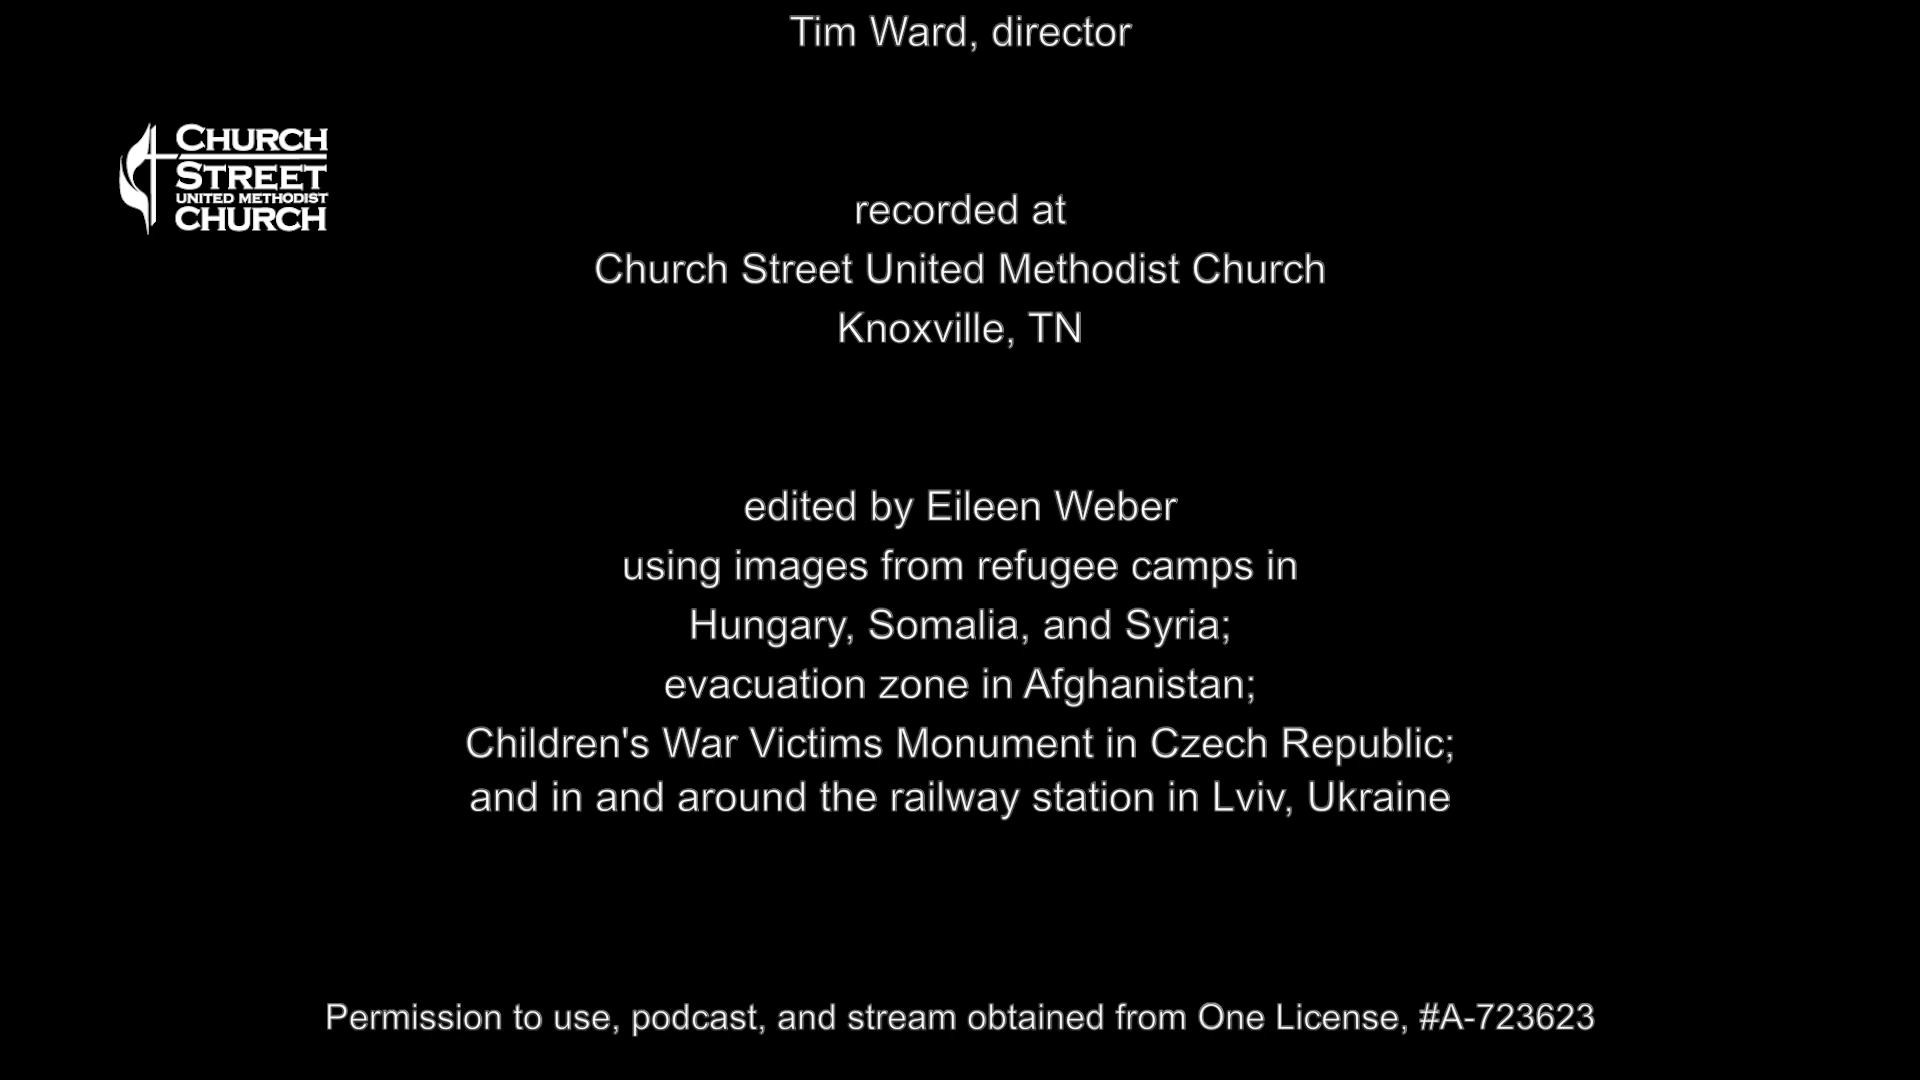 Tim Ward, director
CHURCH
STREET
UNITED METHODIST
CHURCH
recorded at
Church Street United Methodist Church
Knoxville, TN
edited by Eileen Weber
using images from refugee camps in
Hungary, Somalia, and Syria;
evacuation zone in Afghanistan;
Children's War Victims Monument in Czech Republic;
and in and around the railway station in Lviv, Ukraine
Permission to use, podcast, and stream obtained from One License, #A-723623